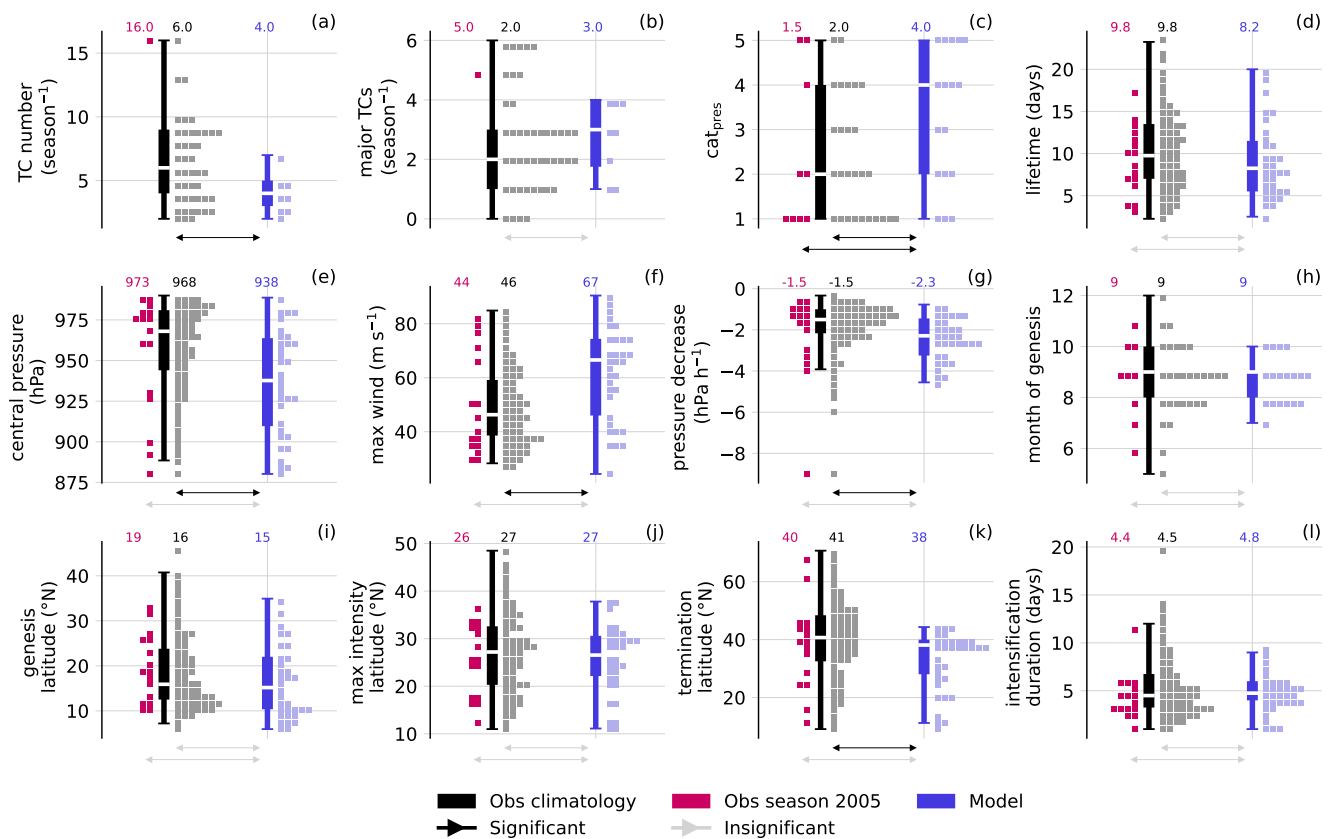 (a)
16.0 6.0 4.0
TC number
(season⁻¹)
15
10
5
(b)
5.0 2.0 3.0
major TCs
(season⁻¹)
6
4
2
0
(c)
1.5 2.0 4.0
cat_pres
5
4
3
2
1
(d)
9.8 9.8 8.2
lifetime (days)
20
15
10
5
(e)
973 968 938
central pressure
(hPa)
975
950
925
900
875
(f)
44 46 67
max wind (m s⁻¹)
80
60
40
(g)
-1.5 -1.5 -2.3
pressure decrease
(hPa h⁻¹)
0
−2
−4
−6
−8
(h)
9 9 9
month of genesis
12
10
8
6
(i)
19 16 15
genesis
latitude (°N)
40
30
20
10
(j)
26 27 27
max intensity
latitude (°N)
50
40
30
20
10
(k)
40 41 38
termination
latitude (°N)
60
40
20
(l)
4.4 4.5 4.8
intensification
duration (days)
20
15
10
5
0
Obs climatology Obs season 2005 Model
Significant Insignificant